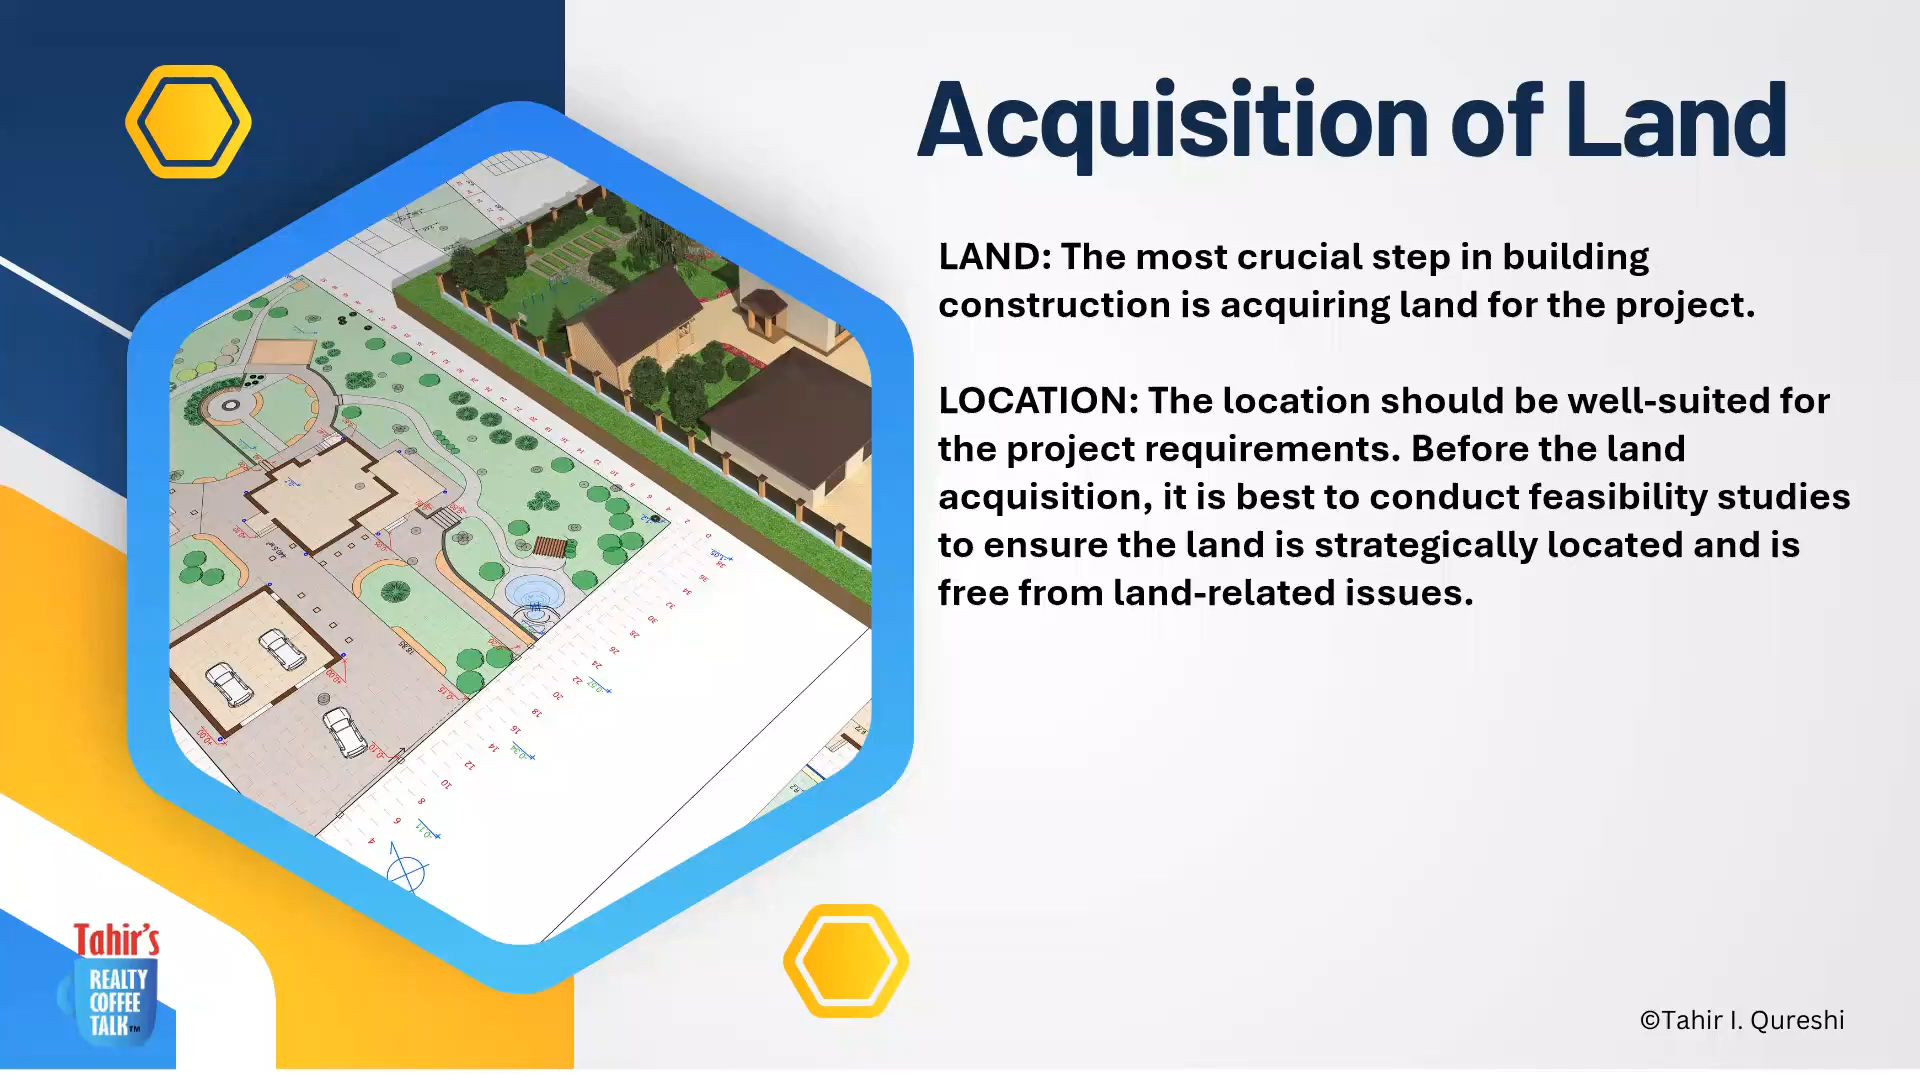 Acquisition of Land
LAND: The most crucial step in building
construction is acquiring land for the project.
LOCATION: The location should be well-suited for
the project requirements. Before the land
acquisition, it is best to conduct feasibility studies
to ensure the land is strategically located and is
free from land-related issues.
Tahir's
REALTY
COFFEE
TALK™
©Tahir I. Qureshi